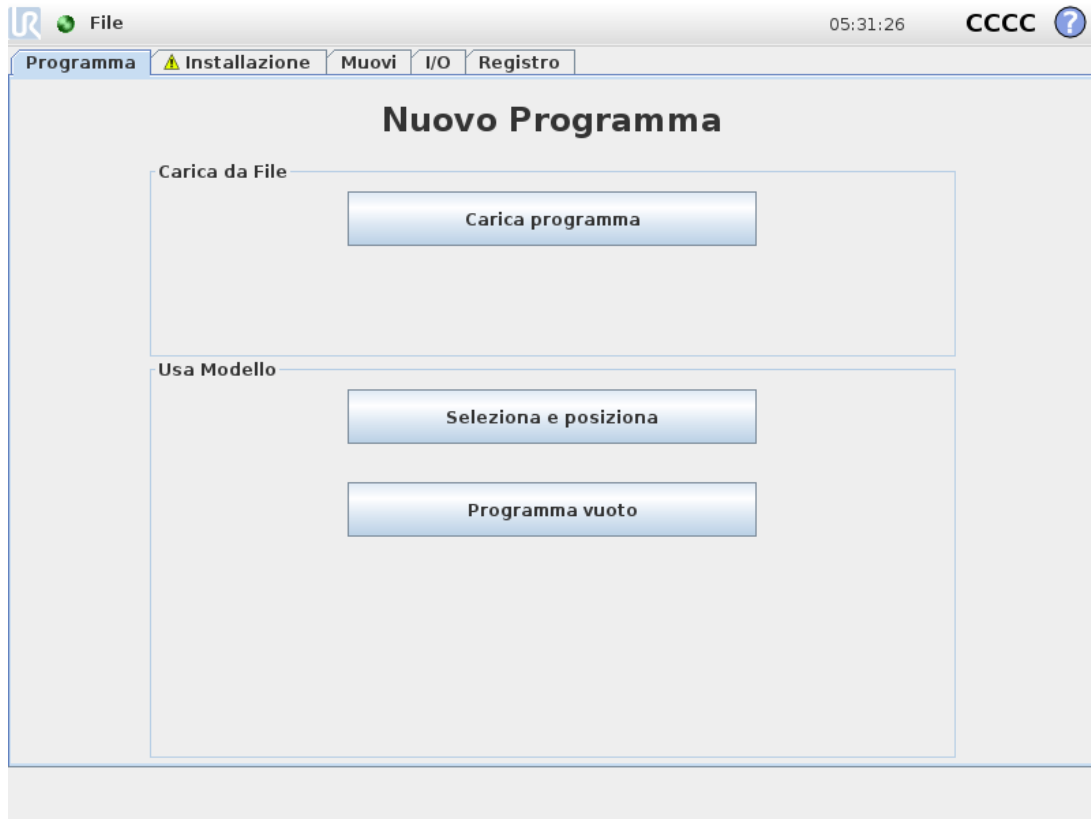 UR File 05:31:26 CCCC ?
Programma Installazione Muovi I/O Registro
Nuovo Programma
Carica da File
Carica programma
Usa Modello
Seleziona e posiziona
Programma vuoto